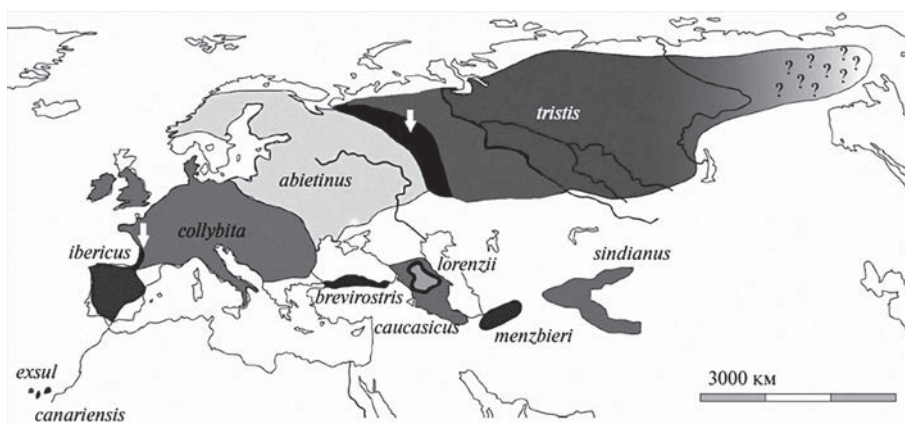 ? ? ? ? ? ? ? ? ? ?
tristis
abietinus
collybita
ibericus
sindianus
lorenzii
brevirostris
caucasicus
menzbieri
3000 км
exsul
canariensis